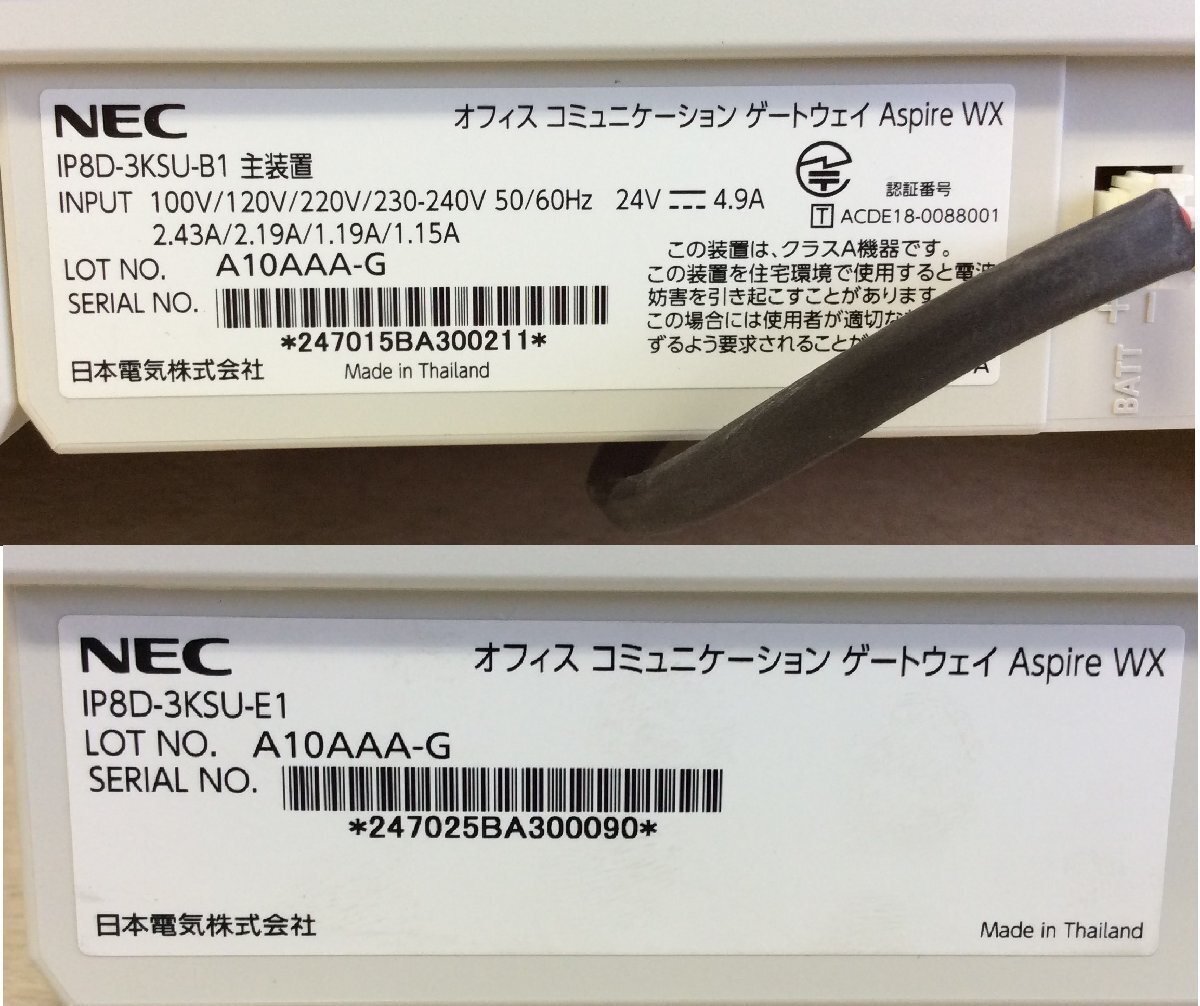 NEC
オフィス コミュニケーション ゲートウェイ Aspire WX
IP8D-3KSU-B1 主装置
INPUT 100V/120V/220V/230-240V 50/60Hz 24V ⎓ 4.9A
2.43A/2.19A/1.19A/1.15A
認証番号
T ACDE18-0088001
LOT NO. A10AAA-G
SERIAL NO.
*247015BA300211*
この装置は、クラスA機器です。
この装置を住宅環境で使用すると電波
妨害を引き起こすことがあります
この場合には使用者が適切な
ずるよう要求されることが
A
日本電気株式会社
Made in Thailand
+ −
BATT
NEC
オフィス コミュニケーション ゲートウェイ Aspire WX
IP8D-3KSU-E1
LOT NO. A10AAA-G
SERIAL NO.
*247025BA300090*
日本電気株式会社
Made in Thailand